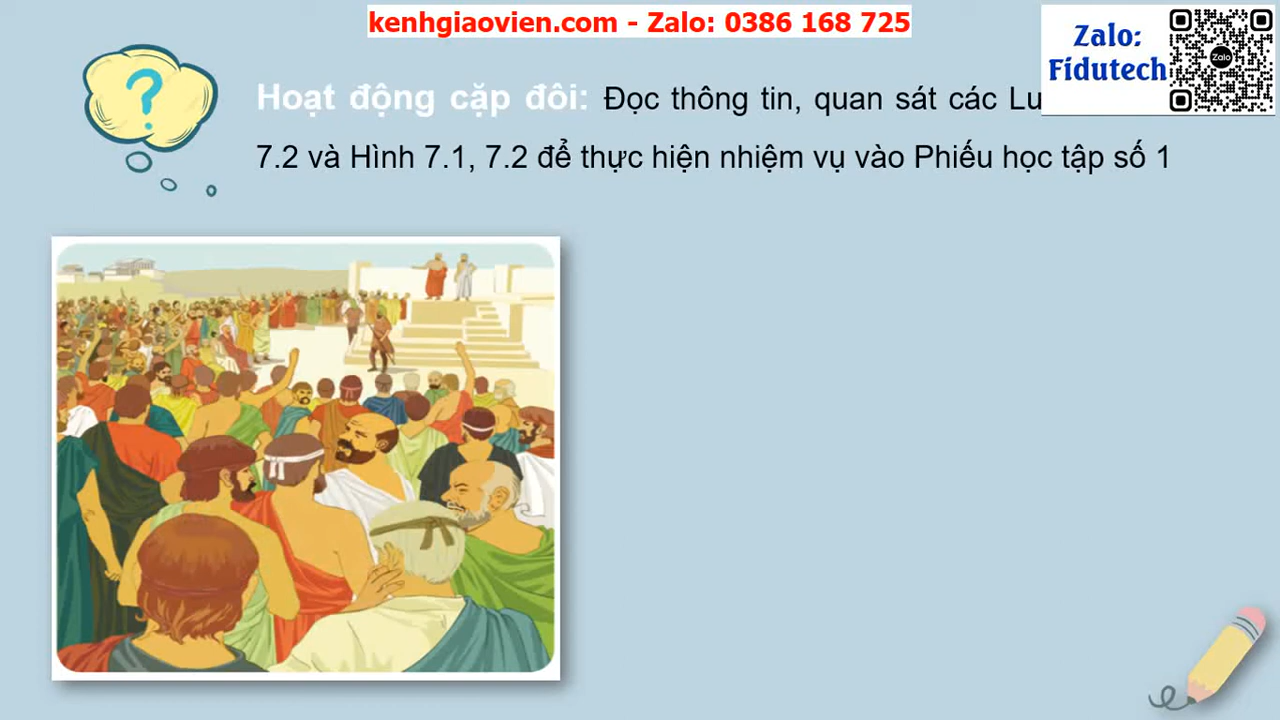 kenhgiaovien.com - Zalo: 0386 168 725
Zalo:
Fidutech
Zalo
?
Hoạt động cặp đôi: Đọc thông tin, quan sát các
7.2 và Hình 7.1, 7.2 để thực hiện nhiệm vụ vào Phiếu học tập số 1